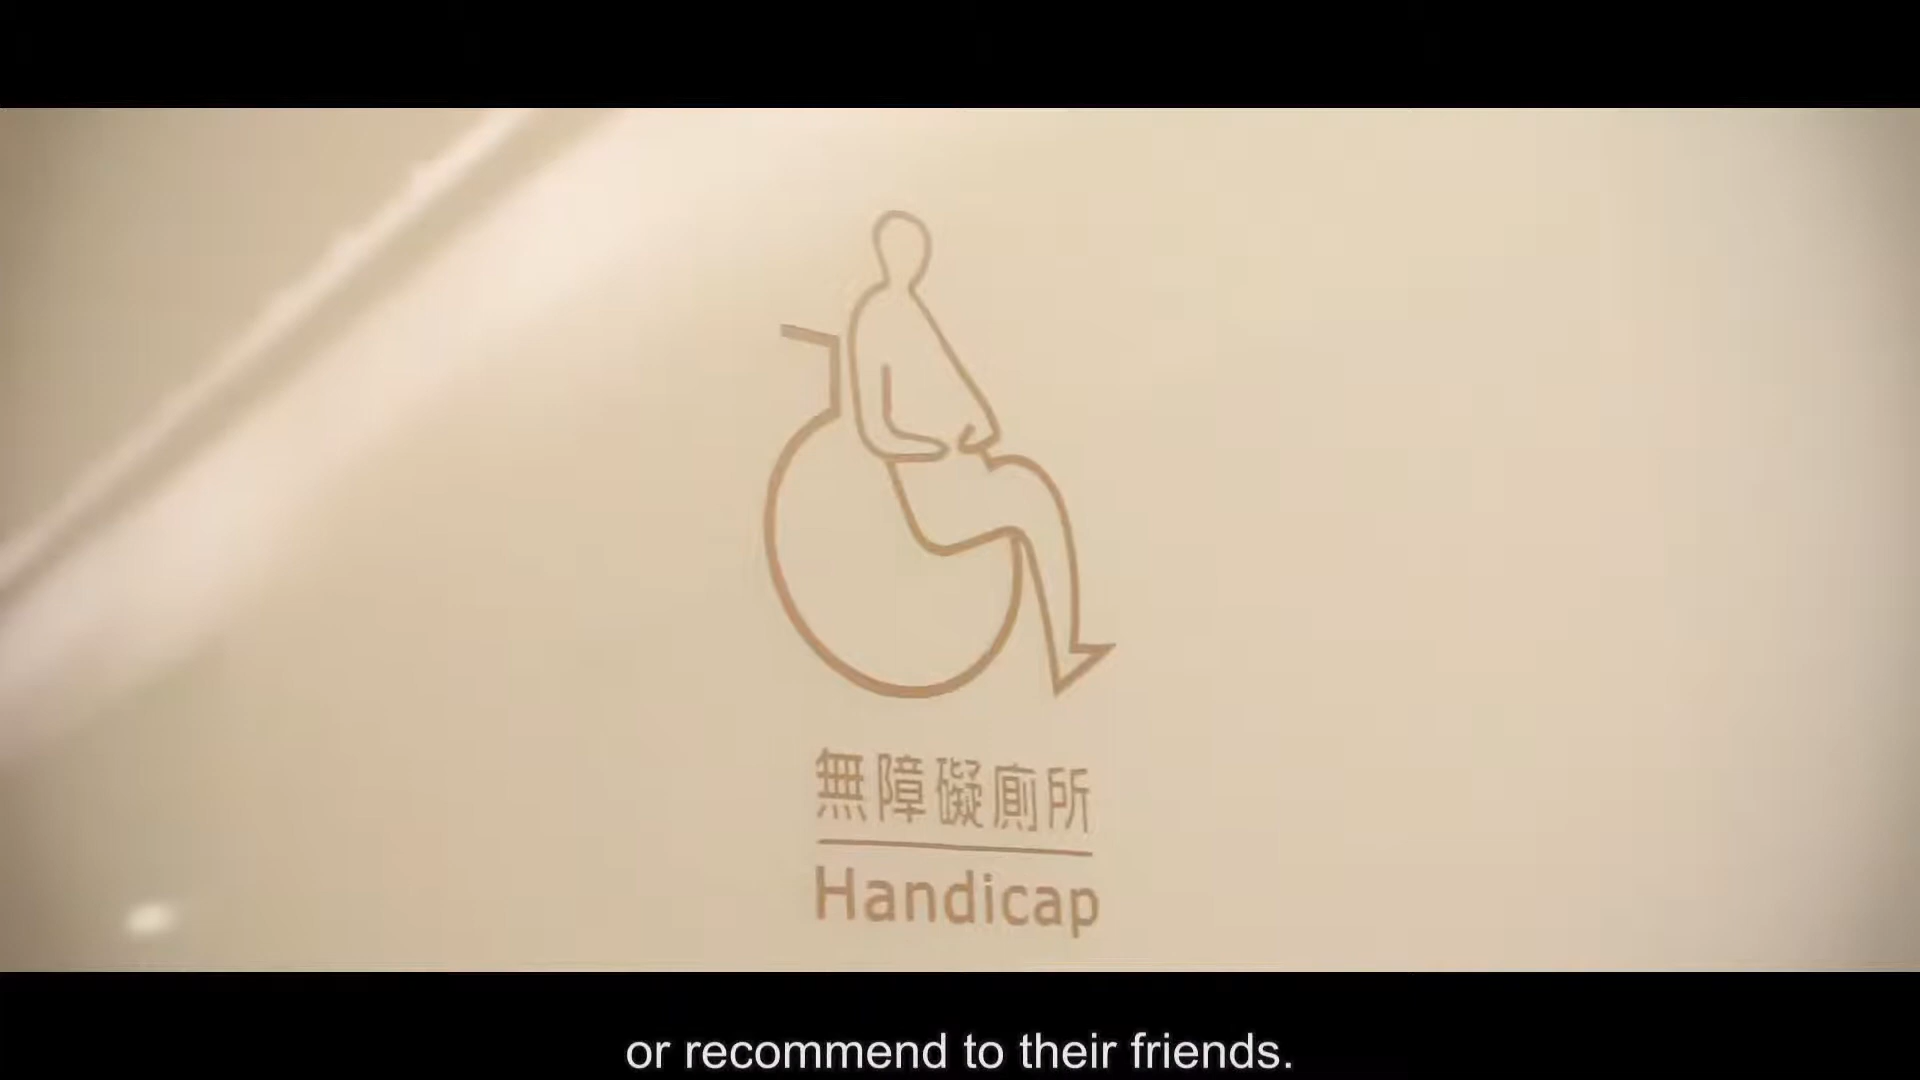 無障礙廁所
Handicap
or recommend to their friends.